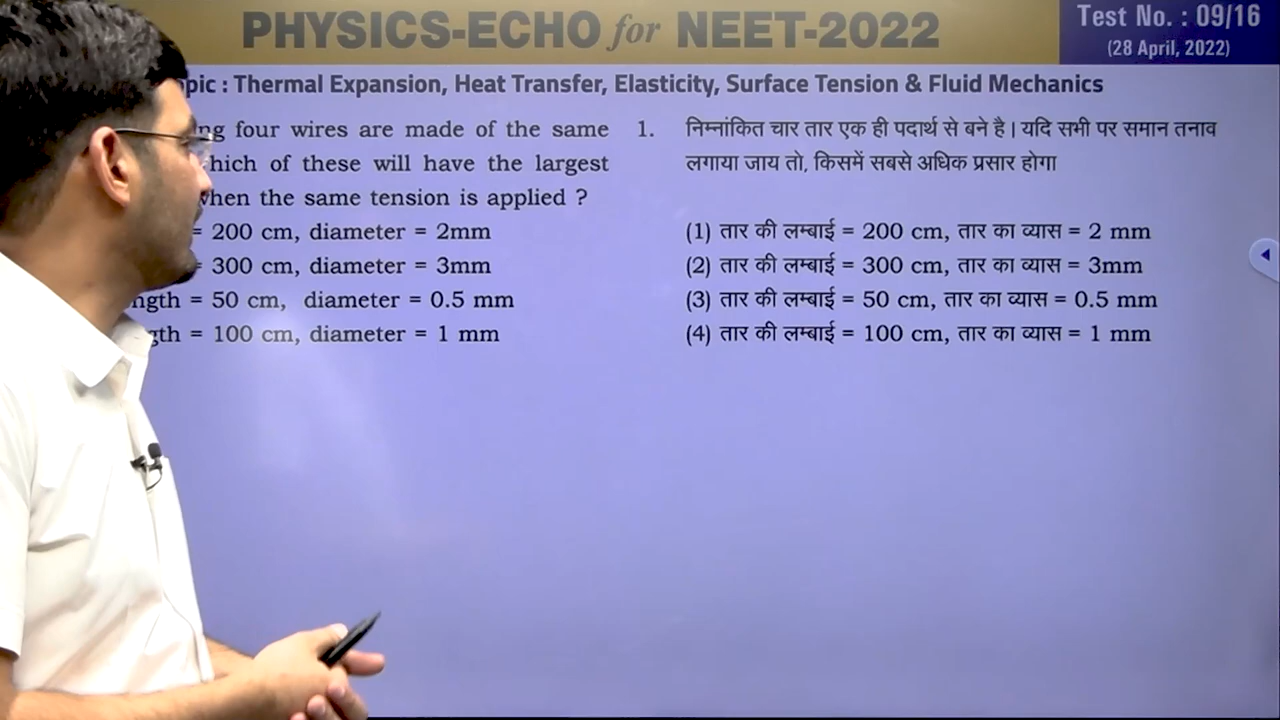 PHYSICS-ECHO for NEET-2022
Test No. : 09/16
(28 April, 2022)
: Thermal Expansion, Heat Transfer, Elasticity, Surface Tension & Fluid Mechanics
four wires are made of the same
of these will have the largest
the same tension is applied ?
= 200 cm, diameter = 2mm
= 300 cm, diameter = 3mm
= 50 cm, diameter = 0.5 mm
= 100 cm, diameter = 1 mm
1. निम्नांकित चार तार एक ही पदार्थ से बने है। यदि सभी पर समान तनाव
लगाया जाय तो, किसमें सबसे अधिक प्रसार होगा
(1) तार की लम्बाई = 200 cm, तार का व्यास = 2 mm
(2) तार की लम्बाई = 300 cm, तार का व्यास = 3mm
(3) तार की लम्बाई = 50 cm, तार का व्यास = 0.5 mm
(4) तार की लम्बाई = 100 cm, तार का व्यास = 1 mm